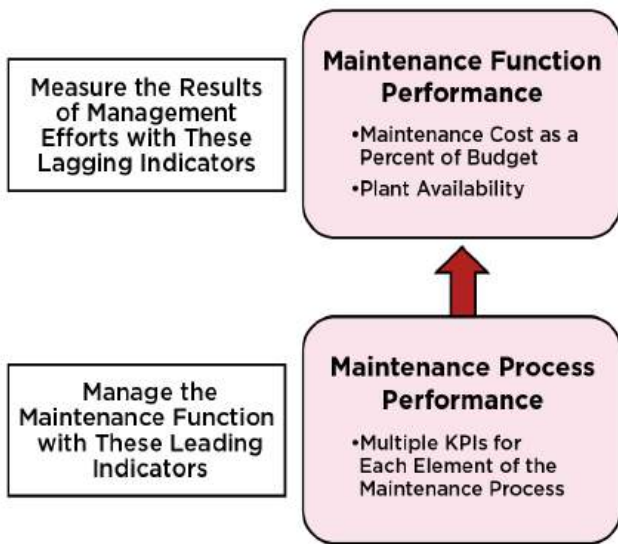 Measure the Results
of Management
Efforts with These
Lagging Indicators
Maintenance Function
Performance
•Maintenance Cost as a
Percent of Budget
•Plant Availability
Manage the
Maintenance Function
with These Leading
Indicators
Maintenance Process
Performance
•Multiple KPIs for
Each Element of the
Maintenance Process